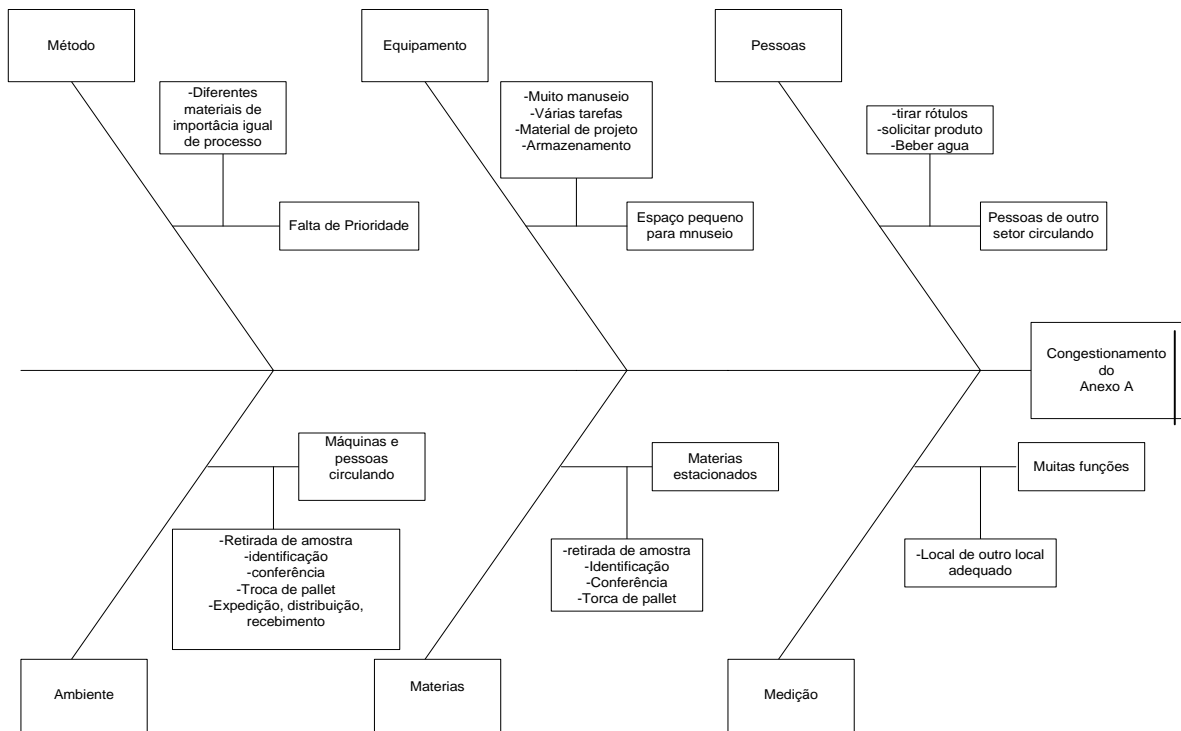 Método
Equipamento
Pessoas
-Diferentes
materiais de
importâcia igual
de processo
-Muito manuseio
-Várias tarefas
-Material de projeto
-Armazenamento
-tirar rótulos
-solicitar produto
-Beber agua
Falta de Prioridade
Espaço pequeno
para mnuseio
Pessoas de outro
setor circulando
Congestionamento
do
Anexo A
Máquinas e
pessoas
circulando
Materias
estacionados
Muitas funções
-Retirada de amostra
-identificação
-conferência
-Troca de pallet
-Expedição, distribuição,
recebimento
-retirada de amostra
-Identificação
-Conferência
-Torca de pallet
-Local de outro local
adequado
Ambiente
Materias
Medição